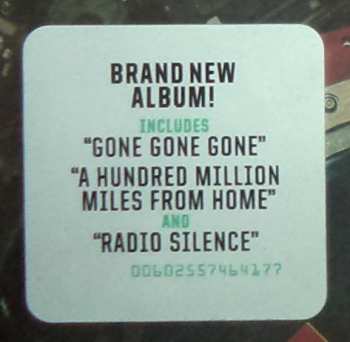 BRAND NEW
ALBUM!
INCLUDES
"GONE GONE GONE"
"A HUNDRED MILLION
MILES FROM HOME"
AND
"RADIO SILENCE"
00602557464177